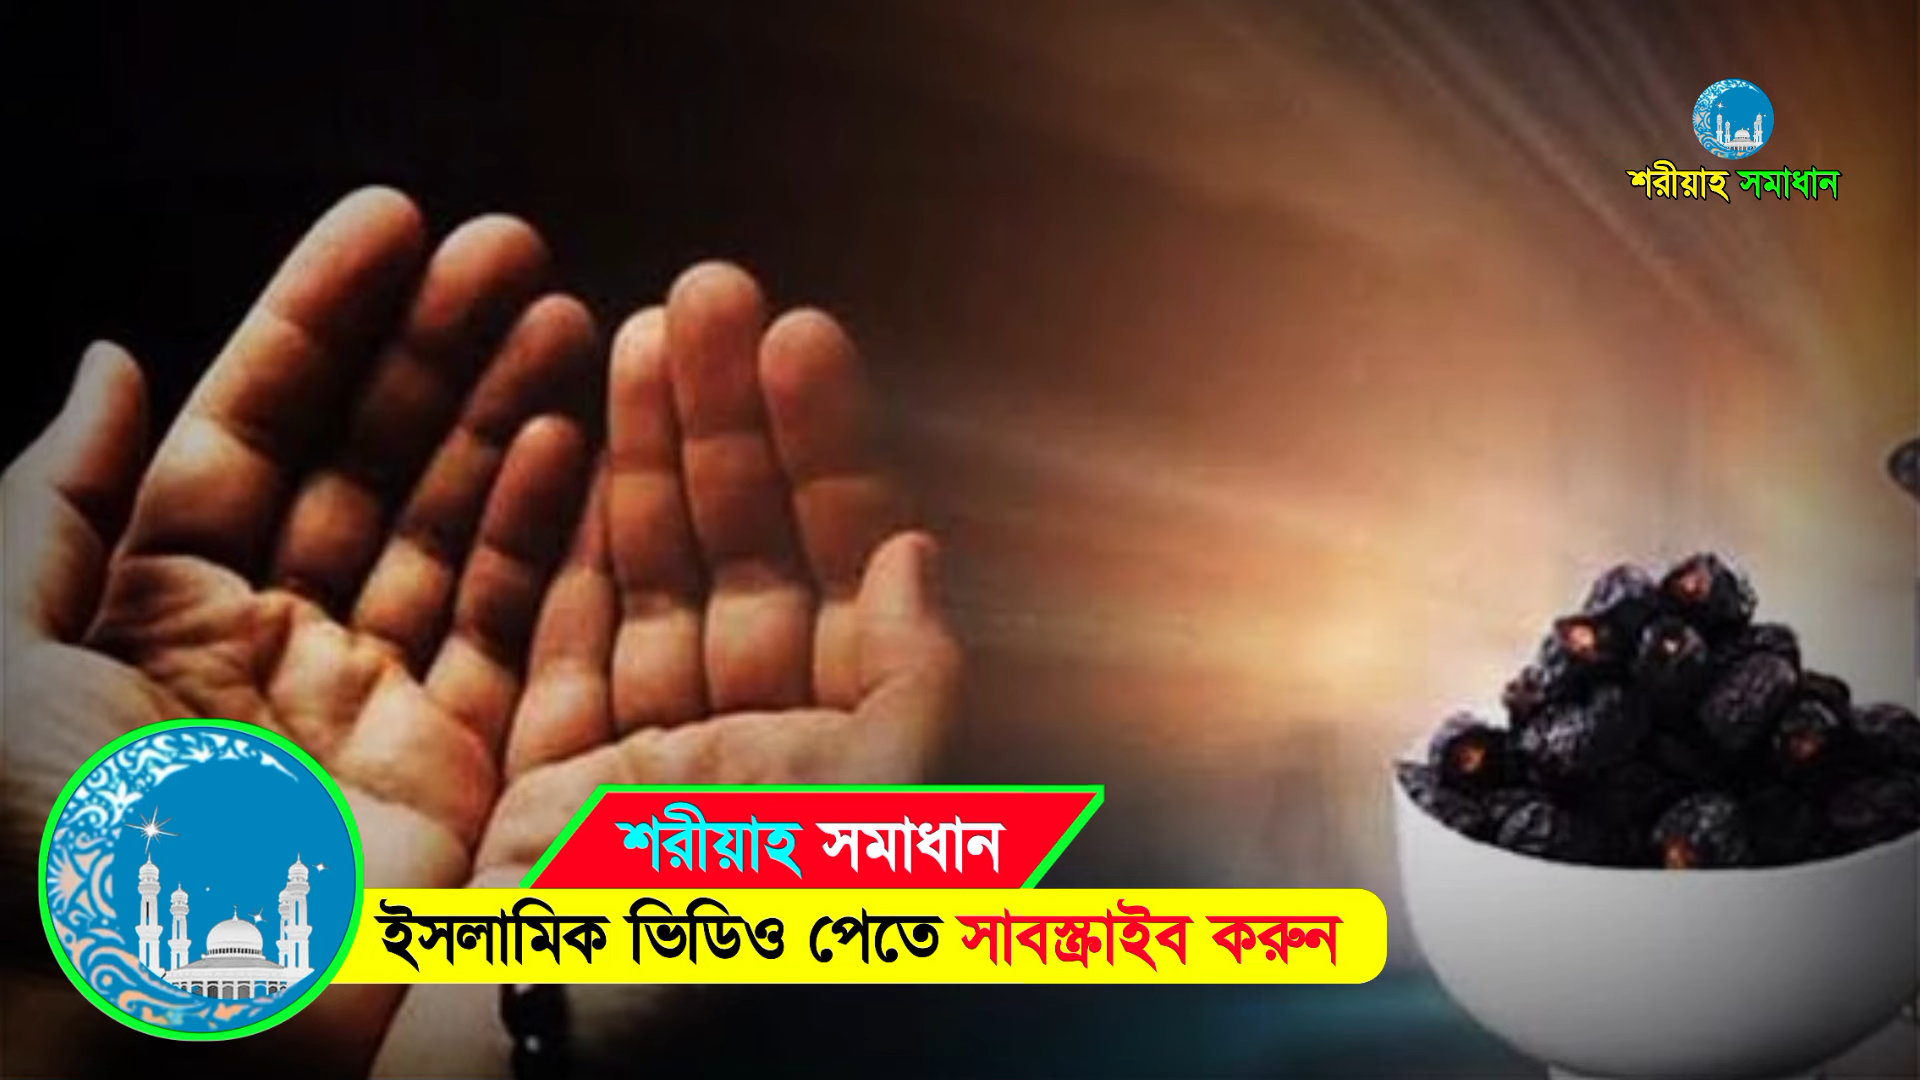 শরীয়াহ সমাধান
শরীয়াহ সমাধান
ইসলামিক ভিডিও পেতে সাবস্ক্রাইব করুন